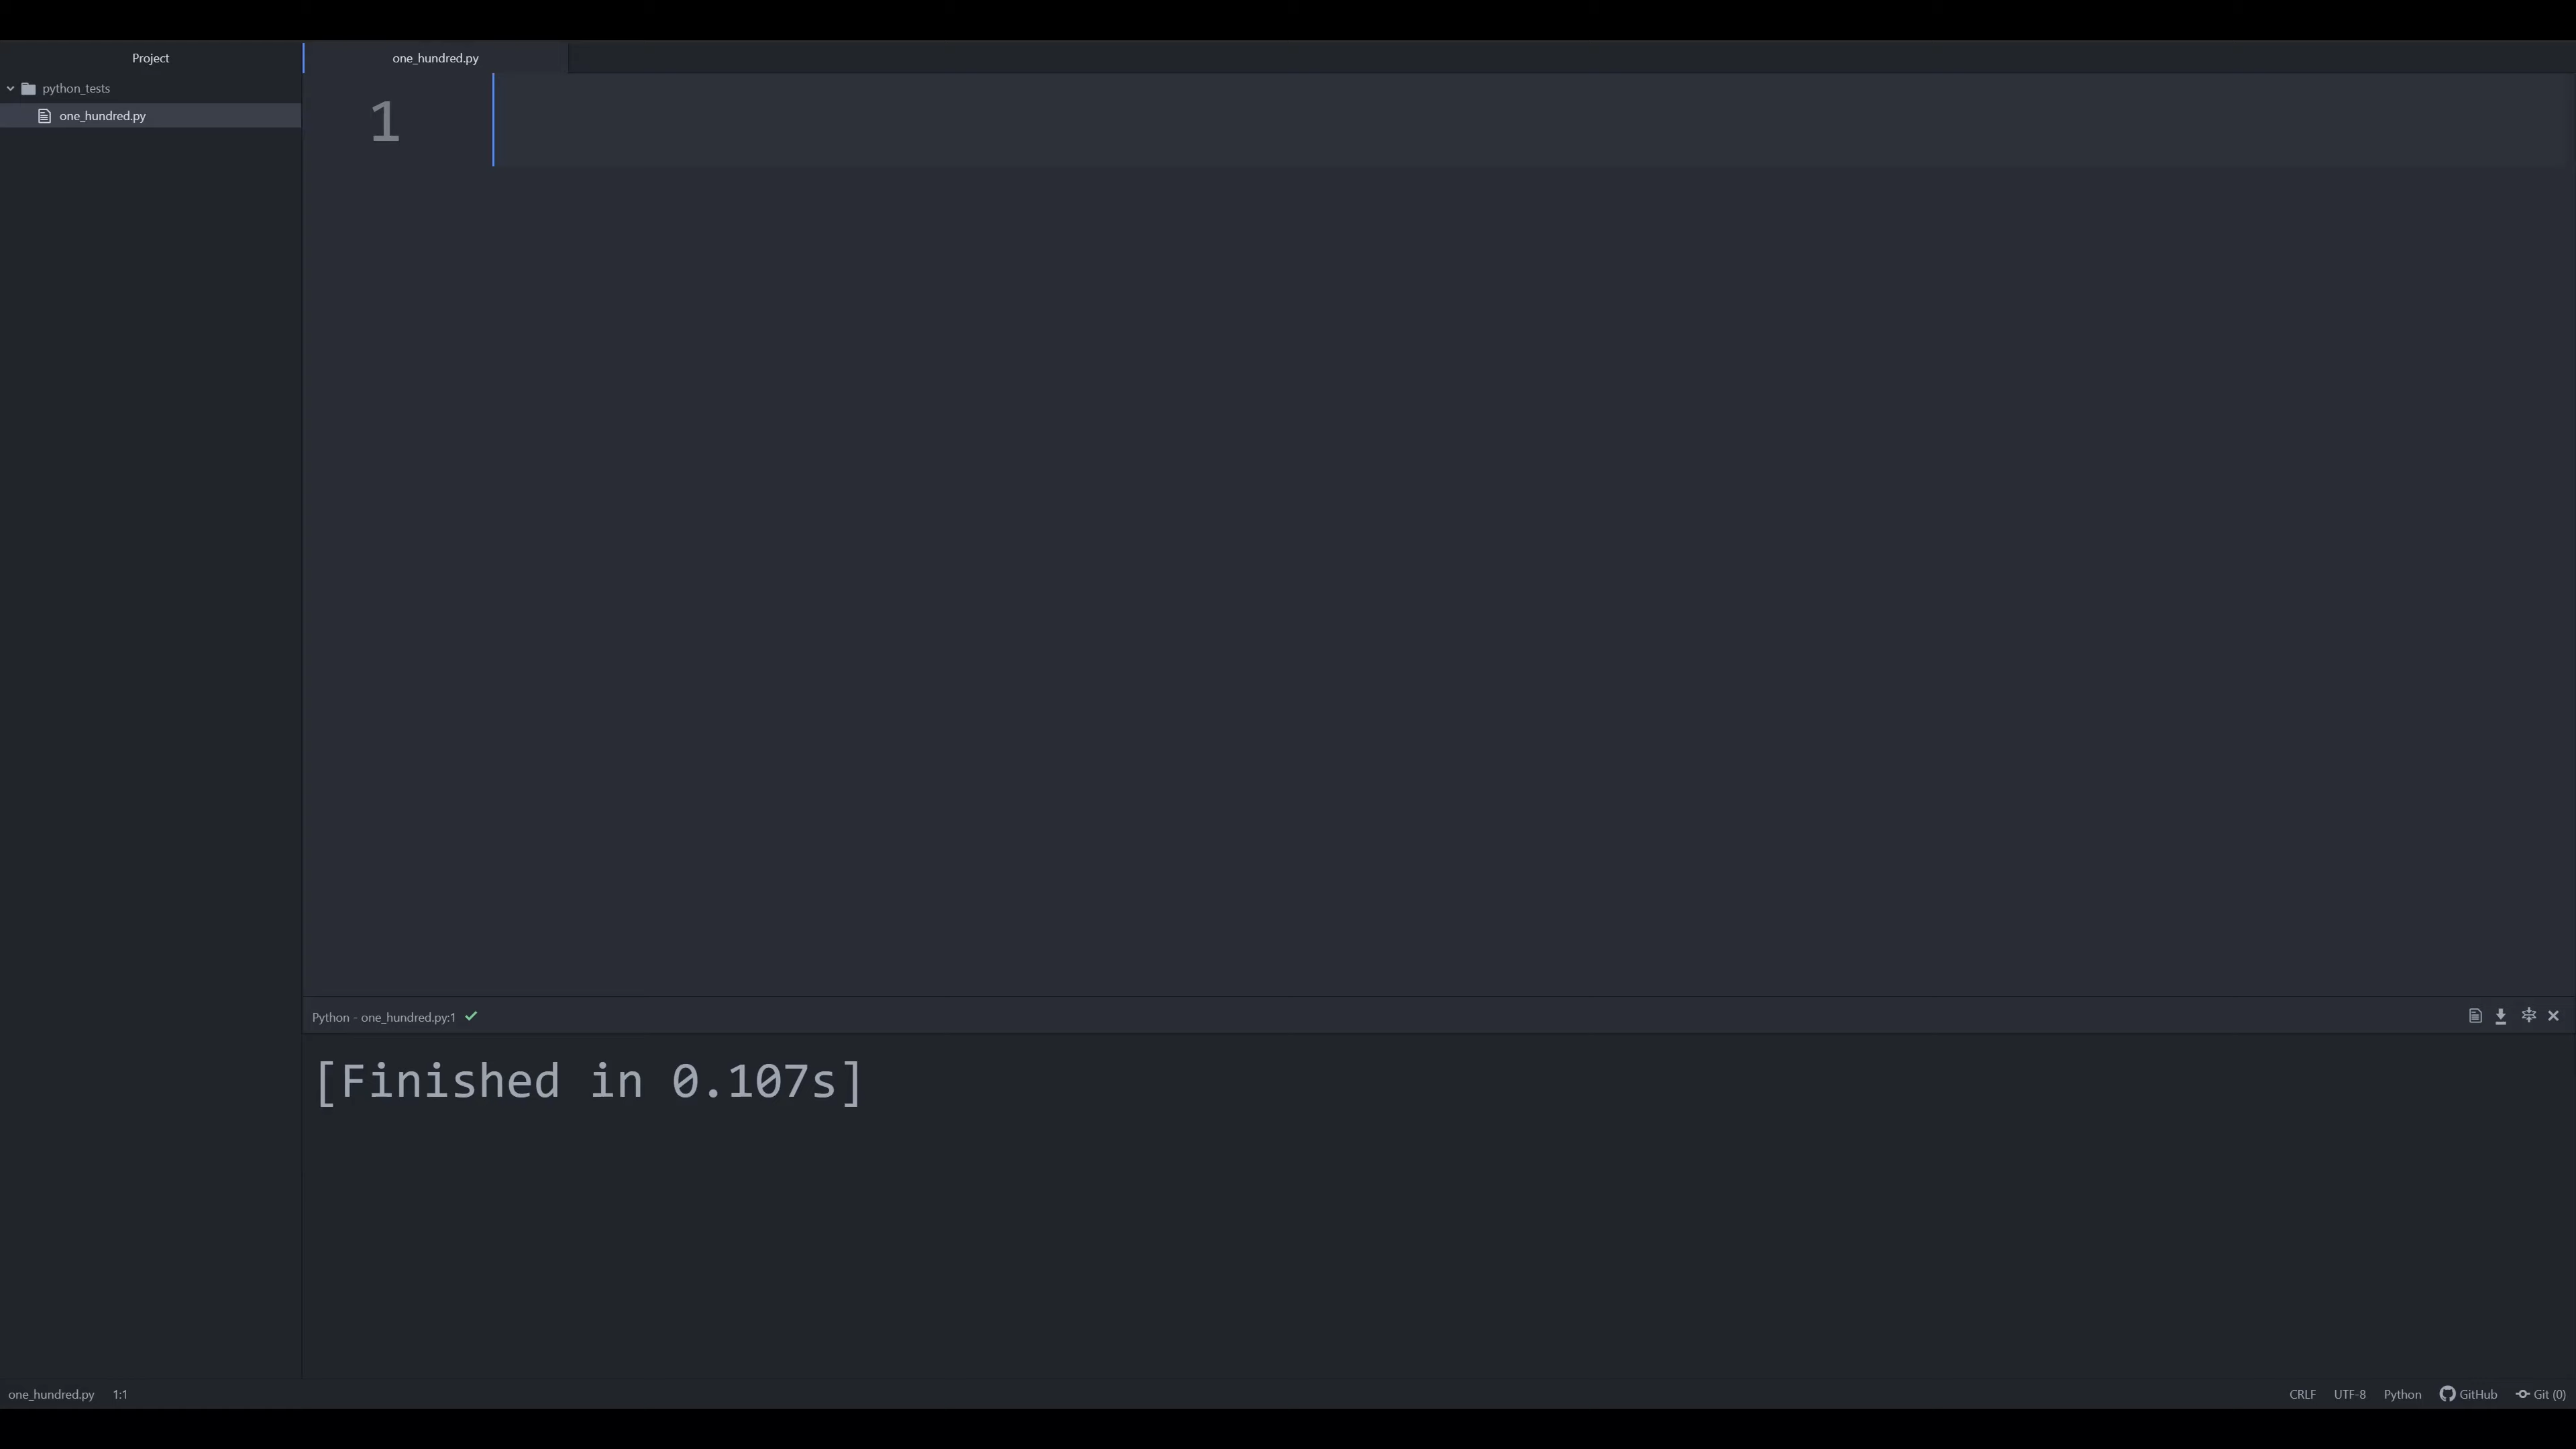 Project
one_hundred.py
python_tests
one_hundred.py
1
Python - one_hundred.py:1
[Finished in 0.107s]
one_hundred.py 1:1
CRLF UTF-8 Python GitHub Git (0)